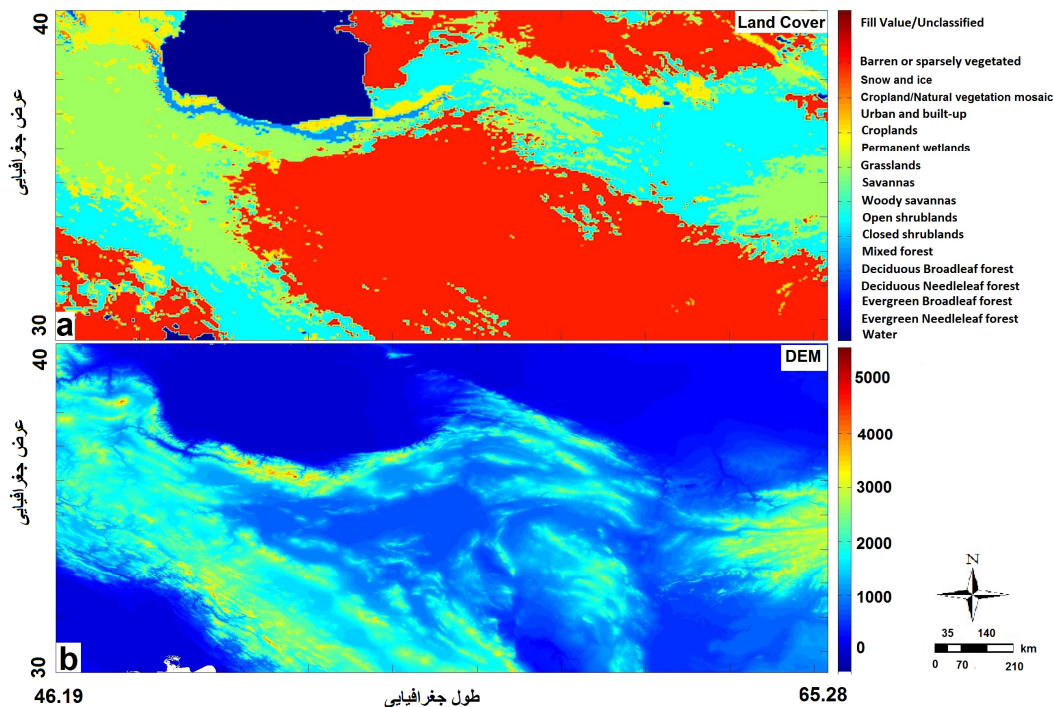 40
Land Cover
عرض جغرافیایی
30
a
Fill Value/Unclassified
Barren or sparsely vegetated
Snow and ice
Cropland/Natural vegetation mosaic
Urban and built-up
Croplands
Permanent wetlands
Grasslands
Savannas
Woody savannas
Open shrublands
Closed shrublands
Mixed forest
Deciduous Broadleaf forest
Deciduous Needleleaf forest
Evergreen Broadleaf forest
Evergreen Needleleaf forest
Water
40
DEM
عرض جغرافیایی
30
b
5000
4000
3000
2000
1000
0
N
35 140
km
0 70 210
46.19
طول جغرافیایی
65.28